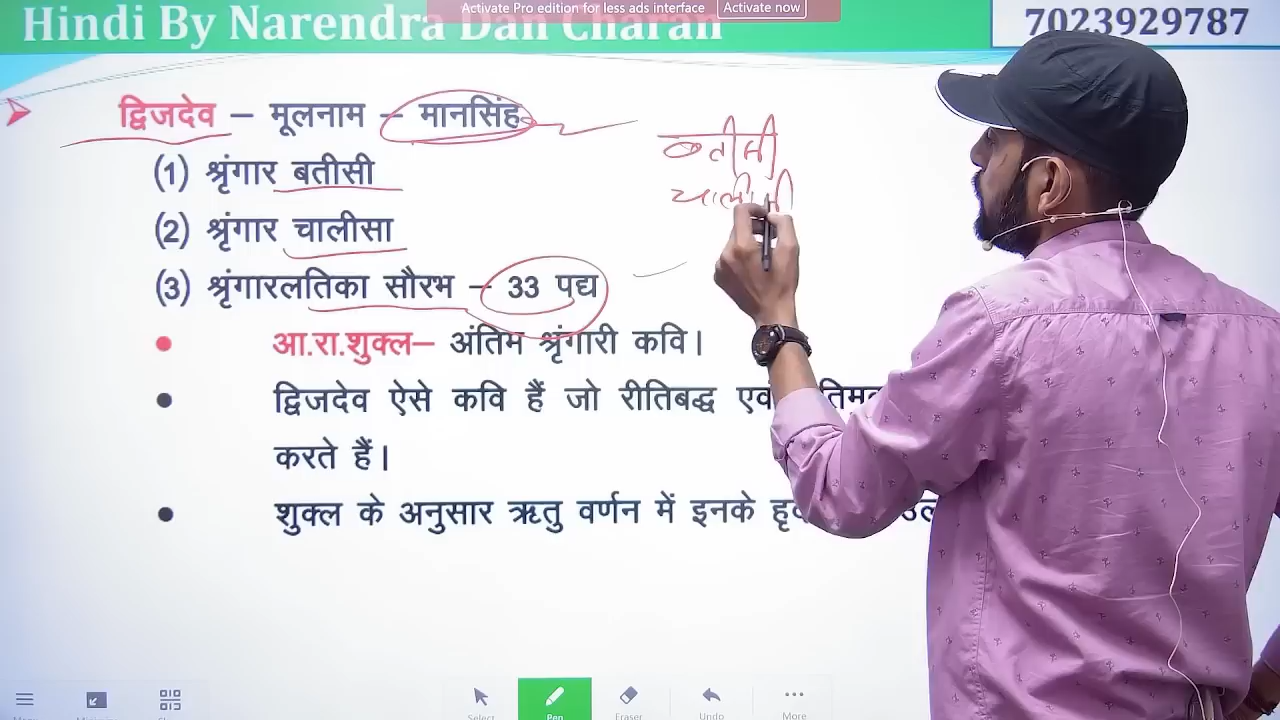 Hindi By Narendra Dan Charan
Activate Pro edition for less ads interface Activate now
7023929787
द्विजदेव – मूलनाम – मानसिंह
(1) श्रृंगार बतीसी
(2) श्रृंगार चालीसा
(3) श्रृंगारलतिका सौरभ – 33 पद्य
बतीसी
आ.रा.शुक्ल– अंतिम श्रृंगारी कवि।
द्विजदेव ऐसे कवि हैं जो रीतिबद्ध एवं
करते हैं।
शुक्ल के अनुसार ऋतु वर्णन में इनके
Select Pen Eraser Undo More